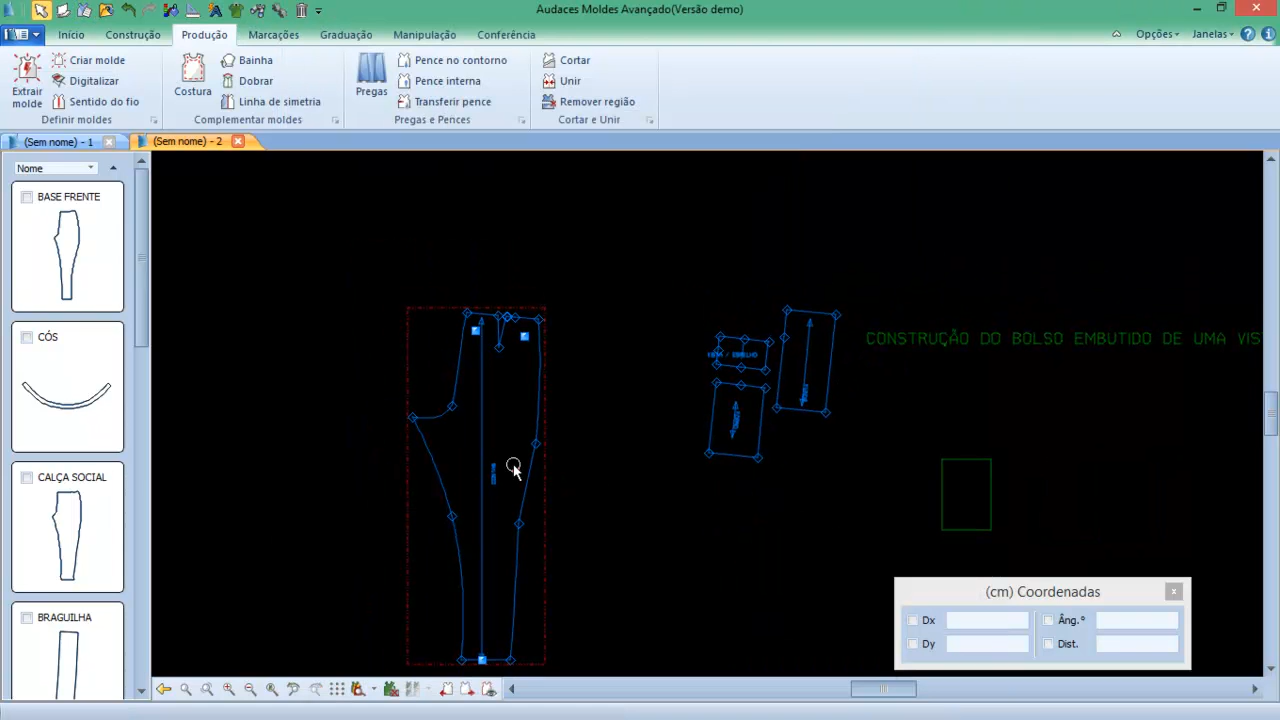 Audaces Moldes Avançado(Versão demo)
Início
Construção
Produção
Marcações
Graduação
Manipulação
Conferência
Opções
Janelas
Extrair molde
Criar molde
Digitalizar
Sentido do fio
Definir moldes
Costura
Bainha
Dobrar
Linha de simetria
Complementar moldes
Pregas
Pence no contorno
Pence interna
Transferir pence
Pregas e Pences
Cortar
Unir
Remover região
Cortar e Unir
(Sem nome) - 1
(Sem nome) - 2
Nome
BASE FRENTE
CÓS
CALÇA SOCIAL
BRAGUILHA
CONSTRUÇÃO DO BOLSO EMBUTIDO DE UMA VIS
(cm) Coordenadas
Dx
Âng.°
Dy
Dist.